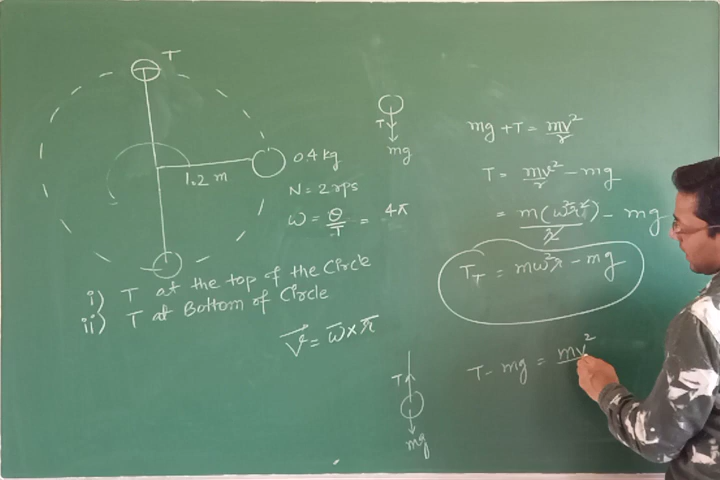 T
1.2 m
0.4 kg
N = 2 rps
ω = θ/T = 4π
i) T at the top of the Circle
ii) T at Bottom of Circle
v⃗ = ω̅ × r̅
T
mg
mg + T = mv²/r
T = mv²/r - mg
= m(ω²r²)/r - mg
T_T = mω²r - mg
T
mg
T - mg = mv²